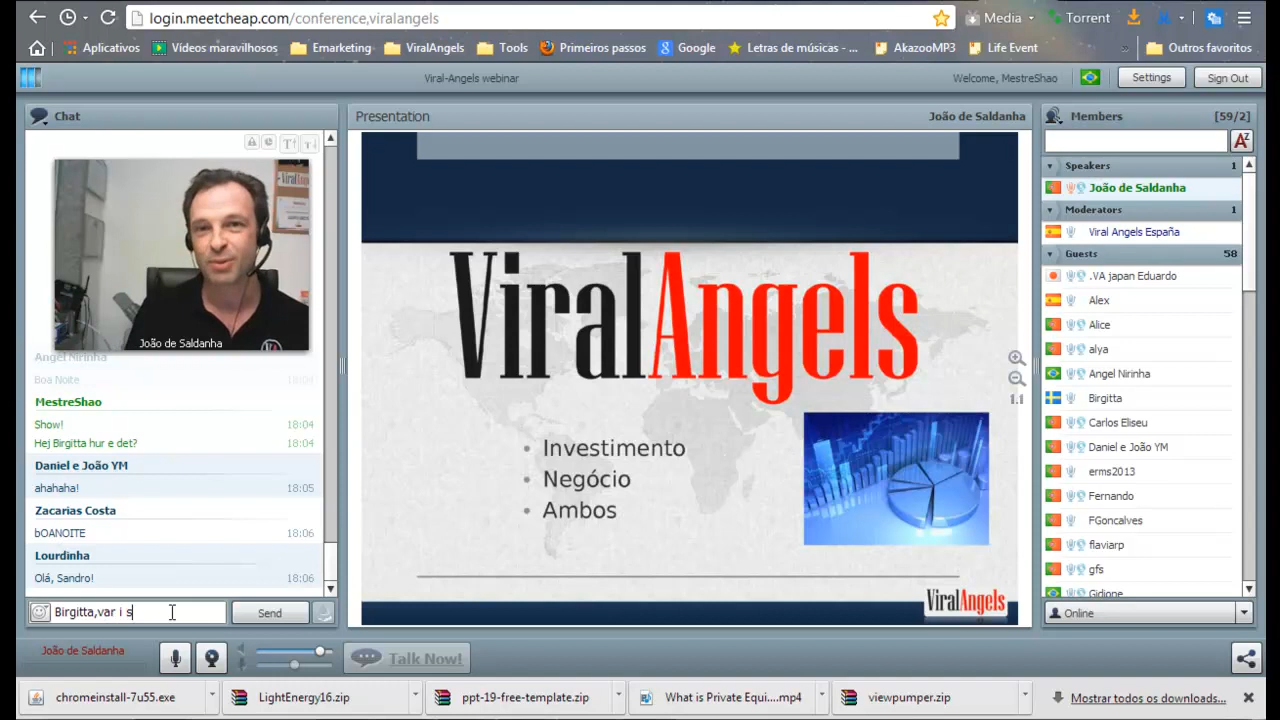 login.meetcheap.com/conference,viralangels
Media
Torrent
Aplicativos
Vídeos maravilhosos
Emarketing
ViralAngels
Tools
Primeiros passos
Google
Letras de músicas - ...
AkazooMP3
Life Event
»
Outros favoritos
Viral-Angels webinar
Welcome, MestreShao
Settings
Sign Out
Chat
João de Saldanha
Angel Nirinha
Boa Noite 18:04
MestreShao
Show! 18:04
Hej Birgitta hur e det? 18:04
Daniel e João YM
ahahaha! 18:05
Zacarias Costa
bOANOITE 18:06
Lourdinha
Olá, Sandro! 18:06
Birgitta,var i s
Send
Presentation
João de Saldanha
ViralAngels
• Investimento
• Negócio
• Ambos
ViralAngels
1.1
Members [59/2]
Speakers 1
João de Saldanha
Moderators 1
Viral Angels España
Guests 58
.VA japan Eduardo
Alex
Alice
alya
Angel Nirinha
Birgitta
Carlos Eliseu
Daniel e João YM
erms2013
Fernando
FGoncalves
flaviarp
gfs
Gidione
Online
João de Saldanha
Talk Now!
chromeinstall-7u55.exe
LightEnergy16.zip
ppt-19-free-template.zip
What is Private Equi....mp4
viewpumper.zip
Mostrar todos os downloads...